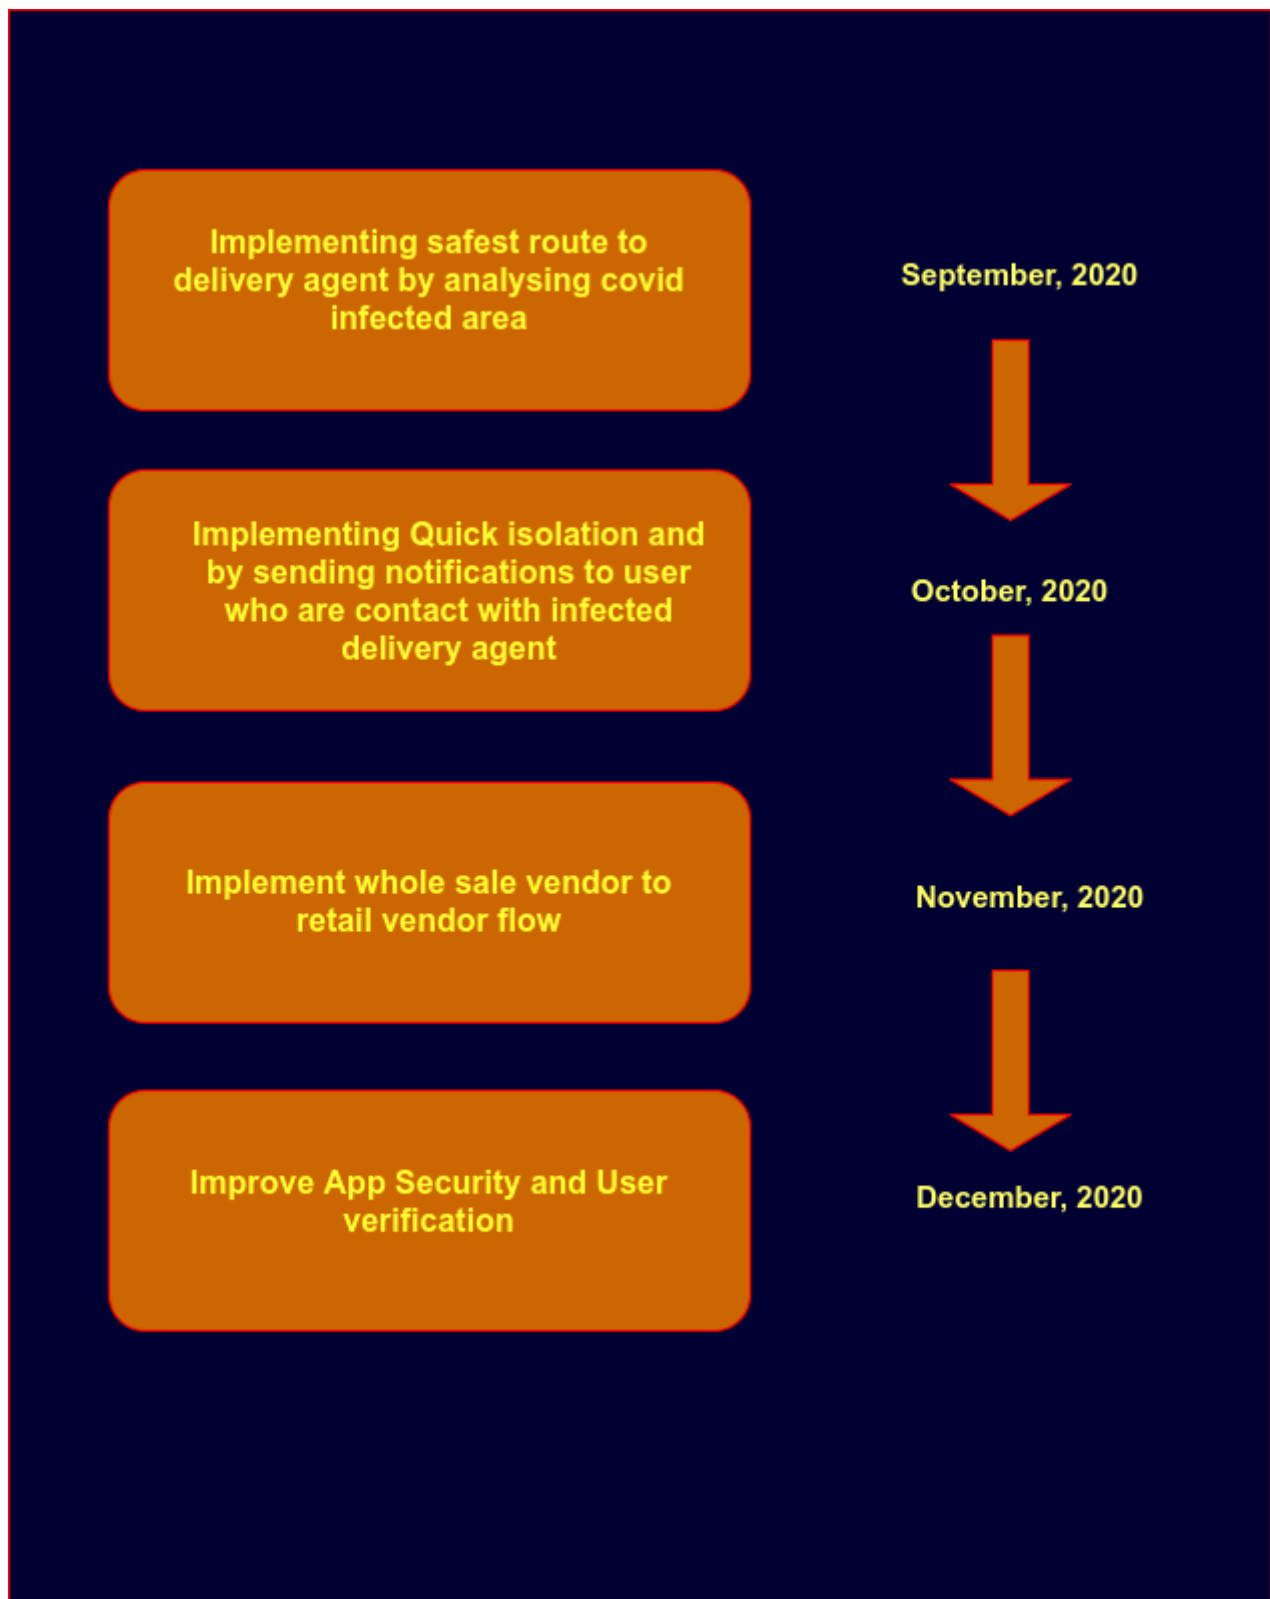 Implementing safest route to
delivery agent by analysing covid
infected area
September, 2020
Implementing Quick isolation and
by sending notifications to user
who are contact with infected
delivery agent
October, 2020
Implement whole sale vendor to
retail vendor flow
November, 2020
Improve App Security and User
verification
December, 2020